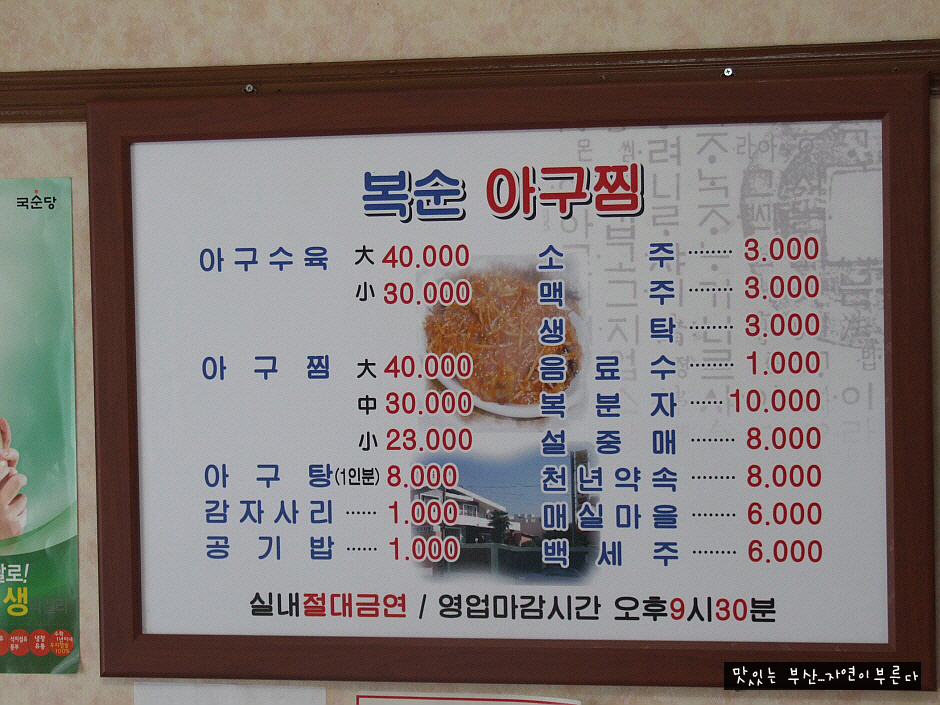 국순당
복순 아구찜
아구수육 大 40.000
小 30.000
아구찜 大 40.000
中 30.000
小 23.000
아구탕(1인분) 8.000
감자사리 ...... 1.000
공기밥 ...... 1.000
소주 ........ 3.000
맥주 ........ 3.000
생탁 ........ 3.000
음료수 ........ 1.000
복분자 ...... 10.000
설중매 ........ 8.000
천년약속 ........ 8.000
매실마을 ........ 6.000
백세주 ........ 6.000
실내절대금연 / 영업마감시간 오후9시30분
생
맛있는 부산...자연이부른다